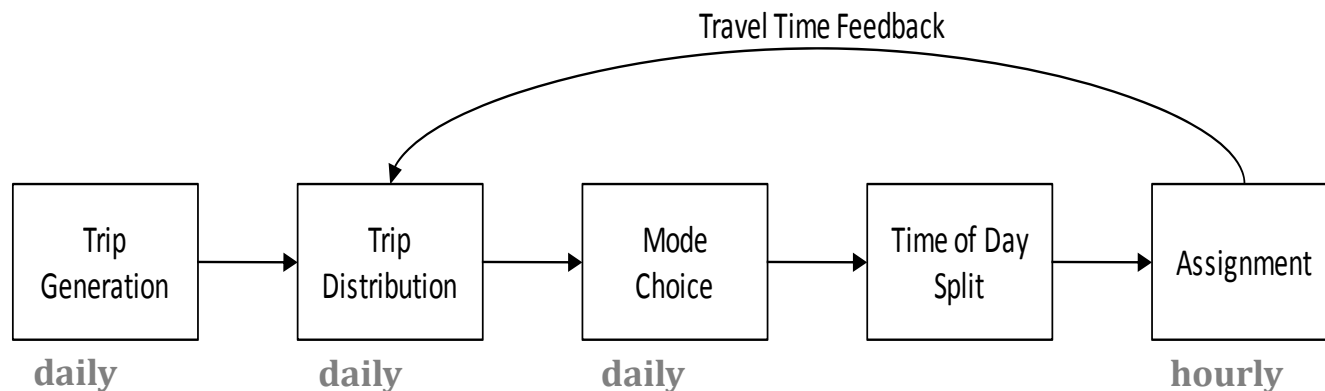 Travel Time Feedback
Trip
Generation
Trip
Distribution
Mode
Choice
Time of Day
Split
Assignment
daily
daily
daily
hourly